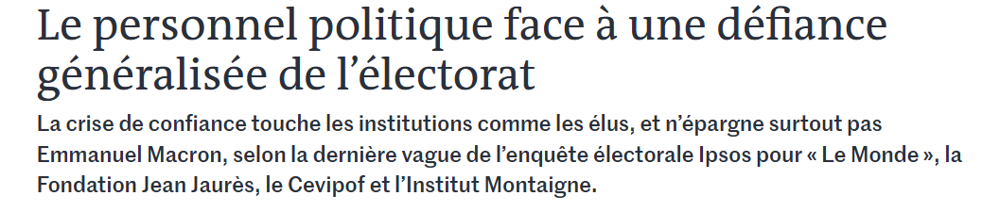 Le personnel politique face à une défiance
généralisée de l’électorat
La crise de confiance touche les institutions comme les élus, et n’épargne surtout pas
Emmanuel Macron, selon la dernière vague de l’enquête électorale Ipsos pour « Le Monde », la
Fondation Jean Jaurès, le Cevipof et l’Institut Montaigne.